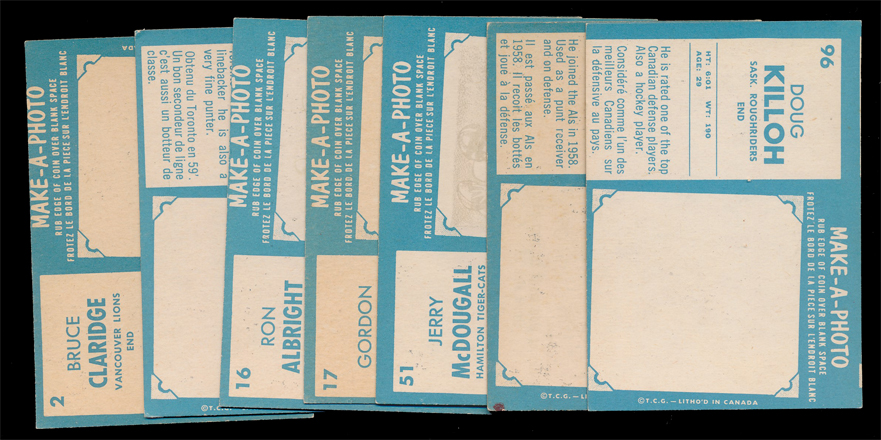 MAKE-A-PHOTO
RUB EDGE OF COIN OVER BLANK SPACE
FROTEZ LE BORD DE LA PIECE SUR L'ENDROIT BLANC
2
BRUCE
CLARIDGE
VANCOUVER LIONS
END
linebacker he is also a
very fine punter.
Obtenu du Toronto en 59'.
Un bon secondeur de ligne
c'est aussi un botteur de
classe.
©T.C.G.
MAKE-A-PHOTO
RUB EDGE OF COIN OVER BLANK SPACE
FROTEZ LE BORD DE LA PIECE SUR L'ENDROIT BLANC
16
RON
ALBRIGHT
MAKE-A-PHOTO
RUB EDGE OF COIN OVER BLANK SPACE
FROTEZ LE BORD DE LA PIECE SUR L'ENDROIT BLANC
17
GORDON
MAKE-A-PHOTO
RUB EDGE OF COIN OVER BLANK SPACE
FROTEZ LE BORD DE LA PIECE SUR L'ENDROIT BLANC
51
JERRY
McDOUGALL
HAMILTON TIGER-CATS
He joined the Als in 1958.
Used as a punt receiver
and on defense.
Il est passé aux Als en
1958. Il reçoit les bottés
et joue à la défense.
©T.C.G.—LI
96
DOUG
KILLOH
SASK. ROUGHRIDERS
END
HT: 6:01 WT: 190
AGE: 29
He is rated one of the top
Canadian defense players.
Also a hockey player.
Considéré comme l'un des
meilleurs Canadiens sur
la défensive au pays.
MAKE-A-PHOTO
RUB EDGE OF COIN OVER BLANK SPACE
FROTEZ LE BORD DE LA PIECE SUR L'ENDROIT BLANC
©T.C.G.—LITHO'D IN CANADA